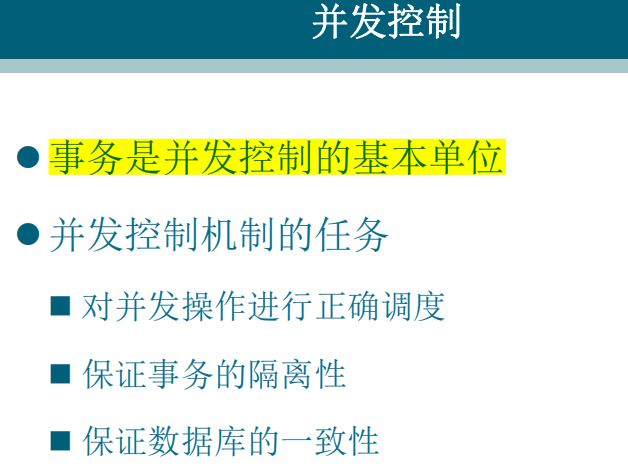 并发控制
事务是并发控制的基本单位
并发控制机制的任务
对并发操作进行正确调度
保证事务的隔离性
保证数据库的一致性